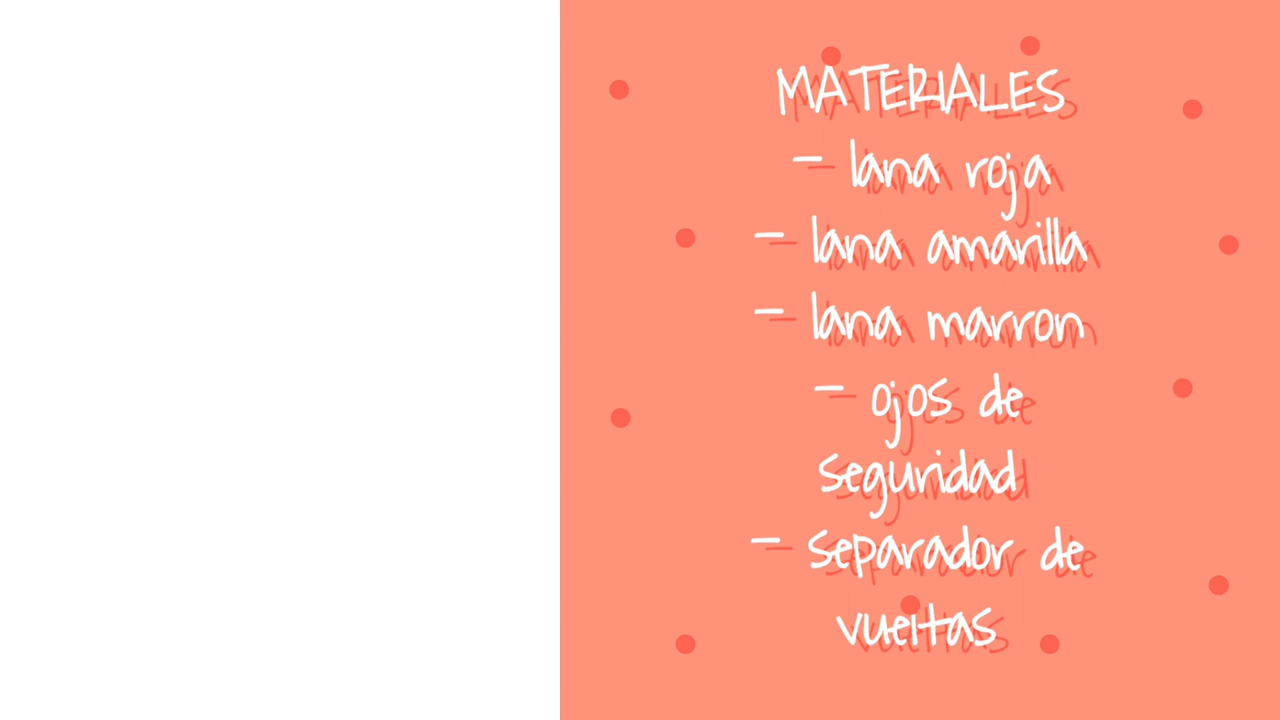 MATERIALES
- lana roja
- lana amarilla
- lana marron
- ojos de
seguridad
- separador de
vueltas